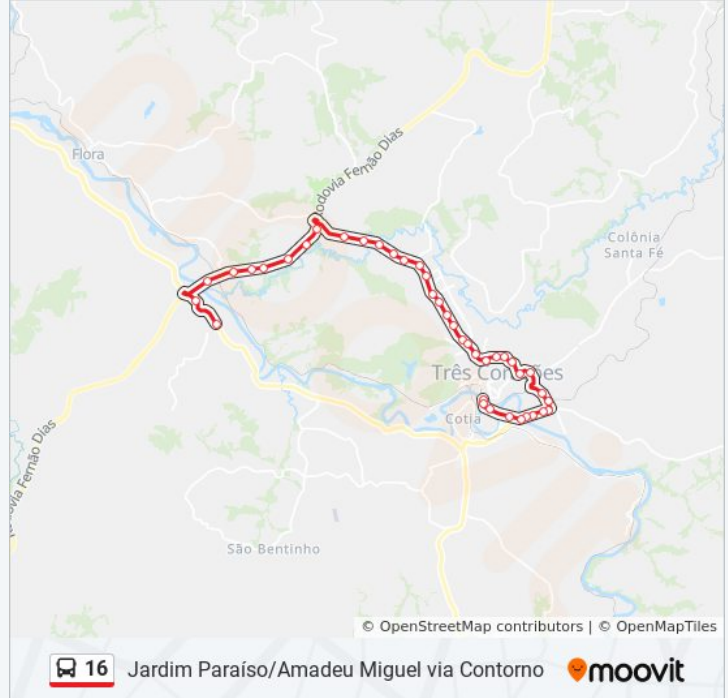 Flora
odovia Fernão Dias
Colônia
Santa Fé
Três Corações
Cotia
via Fernão Dias
São Bentinho
© OpenStreetMap contributors | © OpenMapTiles
16 Jardim Paraíso/Amadeu Miguel via Contorno moovit